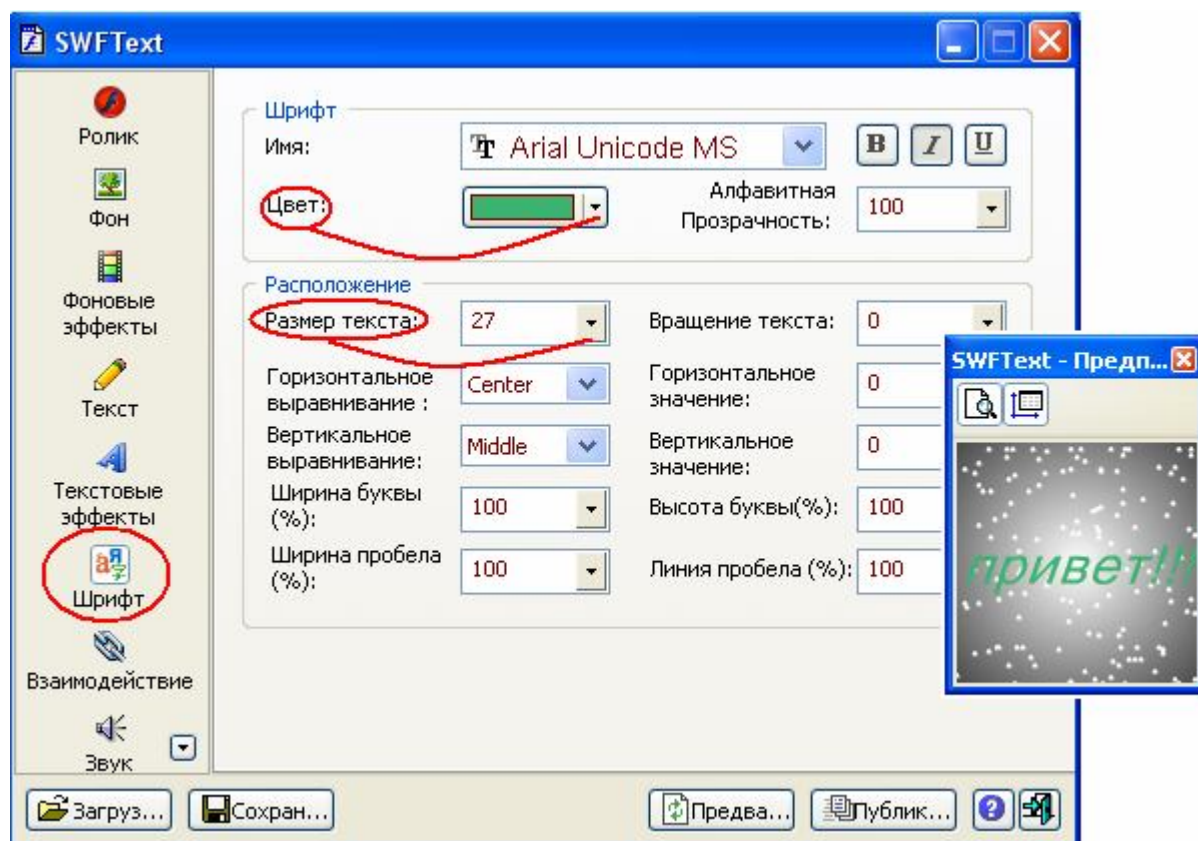 SWFText
Ролик
Фон
Фоновые
эффекты
Текст
Текстовые
эффекты
Шрифт
Взаимодействие
Звук
Шрифт
Имя:
Arial Unicode MS
B I U
Цвет:
Алфавитная
Прозрачность:
100
Расположение
Размер текста:
27
Вращение текста:
0
Горизонтальное
выравнивание :
Center
Горизонтальное
значение:
0
Вертикальное
выравнивание:
Middle
Вертикальное
значение:
0
Ширина буквы
(%):
100
Высота буквы(%):
100
Ширина пробела
(%):
100
Линия пробела (%):
100
SWFText - Предп...
привет!!!
Загруз...
Сохран...
Предва...
Публик...